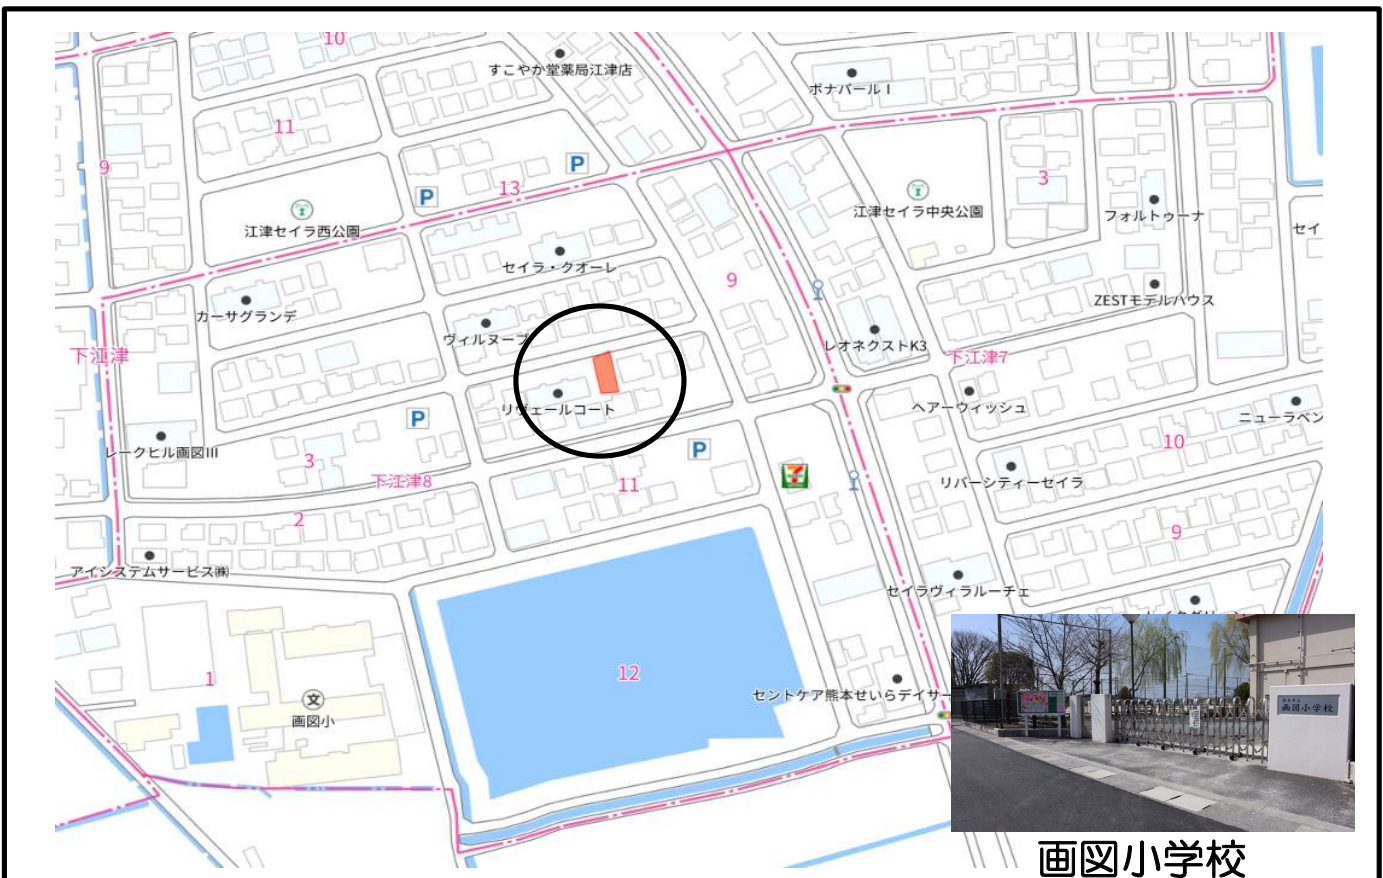 10
すこやか堂薬局江津店
ボナパールⅠ
11
9
P
13
P
3
江津セイラ西公園
江津セイラ中央公園
フォルトゥーナ
セイ
セイラ・クオーレ
9
カーサグランデ
ZESTモデルハウス
ヴィルヌーブ
レオネクストK3
下江津
下江津7
リヴェールコート
ヘアーウィッシュ
ニューラベン
P
レークヒル画図III
3
P
10
下江津8
11
リバーシティーセイラ
2
9
アイシステムサービス㈱
セイラヴィラルーチェ
12
1
セントケア熊本せいらデイサー
文
画図小
画図小学校
画図小学校